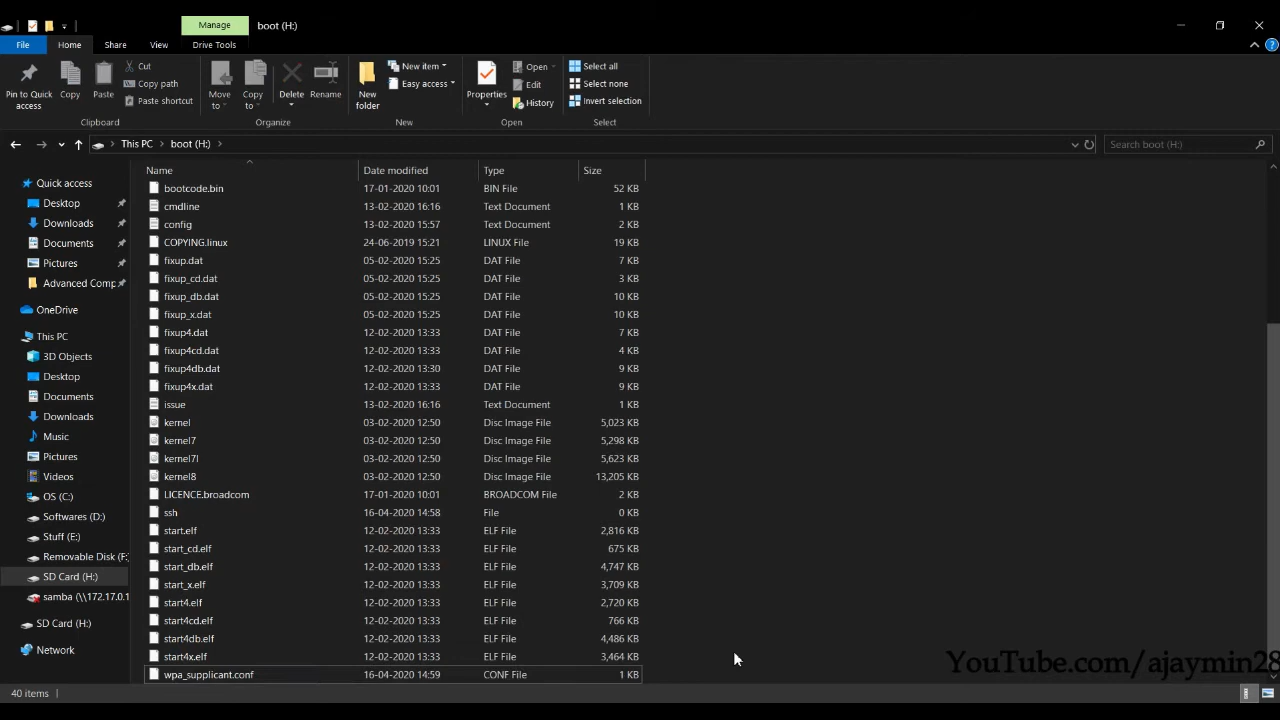 Manage
boot (H:)
File
Home
Share
View
Drive Tools
Pin to Quick access
Copy
Paste
Cut
Copy path
Paste shortcut
Clipboard
Move to
Copy to
Delete
Rename
Organize
New folder
New item
Easy access
New
Properties
Open
Edit
History
Open
Select all
Select none
Invert selection
Select
This PC
boot (H:)
Search boot (H:)
Quick access
Desktop
Downloads
Documents
Pictures
Advanced Comp
OneDrive
This PC
3D Objects
Desktop
Documents
Downloads
Music
Pictures
Videos
OS (C:)
Softwares (D:)
Stuff (E:)
Removable Disk (F:
SD Card (H:)
samba (\\172.17.0.1
SD Card (H:)
Network
Name Date modified Type Size
bootcode.bin 17-01-2020 10:01 BIN File 52 KB
cmdline 13-02-2020 16:16 Text Document 1 KB
config 13-02-2020 15:57 Text Document 2 KB
COPYING.linux 24-06-2019 15:21 LINUX File 19 KB
fixup.dat 05-02-2020 15:25 DAT File 7 KB
fixup_cd.dat 05-02-2020 15:25 DAT File 3 KB
fixup_db.dat 05-02-2020 15:25 DAT File 10 KB
fixup_x.dat 05-02-2020 15:25 DAT File 10 KB
fixup4.dat 12-02-2020 13:33 DAT File 7 KB
fixup4cd.dat 12-02-2020 13:33 DAT File 4 KB
fixup4db.dat 12-02-2020 13:30 DAT File 9 KB
fixup4x.dat 12-02-2020 13:33 DAT File 9 KB
issue 13-02-2020 16:16 Text Document 1 KB
kernel 03-02-2020 12:50 Disc Image File 5,023 KB
kernel7 03-02-2020 12:50 Disc Image File 5,298 KB
kernel7l 03-02-2020 12:50 Disc Image File 5,623 KB
kernel8 03-02-2020 12:50 Disc Image File 13,205 KB
LICENCE.broadcom 17-01-2020 10:01 BROADCOM File 2 KB
ssh 16-04-2020 14:58 File 0 KB
start.elf 12-02-2020 13:33 ELF File 2,816 KB
start_cd.elf 12-02-2020 13:33 ELF File 675 KB
start_db.elf 12-02-2020 13:33 ELF File 4,747 KB
start_x.elf 12-02-2020 13:33 ELF File 3,709 KB
start4.elf 12-02-2020 13:33 ELF File 2,720 KB
start4cd.elf 12-02-2020 13:33 ELF File 766 KB
start4db.elf 12-02-2020 13:33 ELF File 4,486 KB
start4x.elf 12-02-2020 13:33 ELF File 3,464 KB
wpa_supplicant.conf 16-04-2020 14:59 CONF File 1 KB
YouTube.com/ajaymin28
40 items